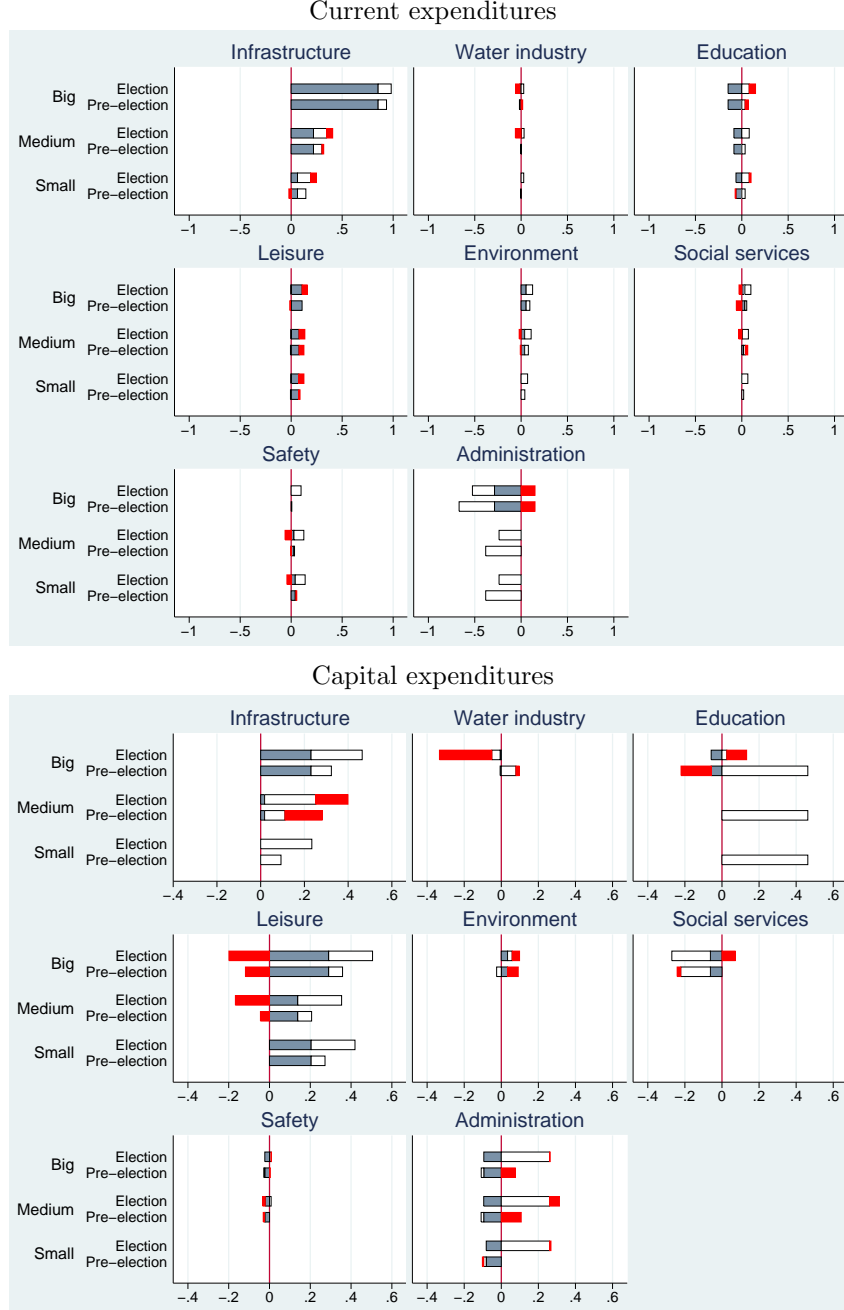 Current expenditures
Infrastructure Water industry Education
Big Election
Pre−election
Medium Election
Pre−election
Small Election
Pre−election
−1 −.5 0 .5 1 −1 −.5 0 .5 1 −1 −.5 0 .5 1
Leisure Environment Social services
Big Election
Pre−election
Medium Election
Pre−election
Small Election
Pre−election
−1 −.5 0 .5 1 −1 −.5 0 .5 1 −1 −.5 0 .5 1
Safety Administration
Big Election
Pre−election
Medium Election
Pre−election
Small Election
Pre−election
−1 −.5 0 .5 1 −1 −.5 0 .5 1
Capital expenditures
Infrastructure Water industry Education
Big Election
Pre−election
Medium Election
Pre−election
Small Election
Pre−election
−.4 −.2 0 .2 .4 .6 −.4 −.2 0 .2 .4 .6 −.4 −.2 0 .2 .4 .6
Leisure Environment Social services
Big Election
Pre−election
Medium Election
Pre−election
Small Election
Pre−election
−.4 −.2 0 .2 .4 .6 −.4 −.2 0 .2 .4 .6 −.4 −.2 0 .2 .4 .6
Safety Administration
Big Election
Pre−election
Medium Election
Pre−election
Small Election
Pre−election
−.4 −.2 0 .2 .4 .6 −.4 −.2 0 .2 .4 .6